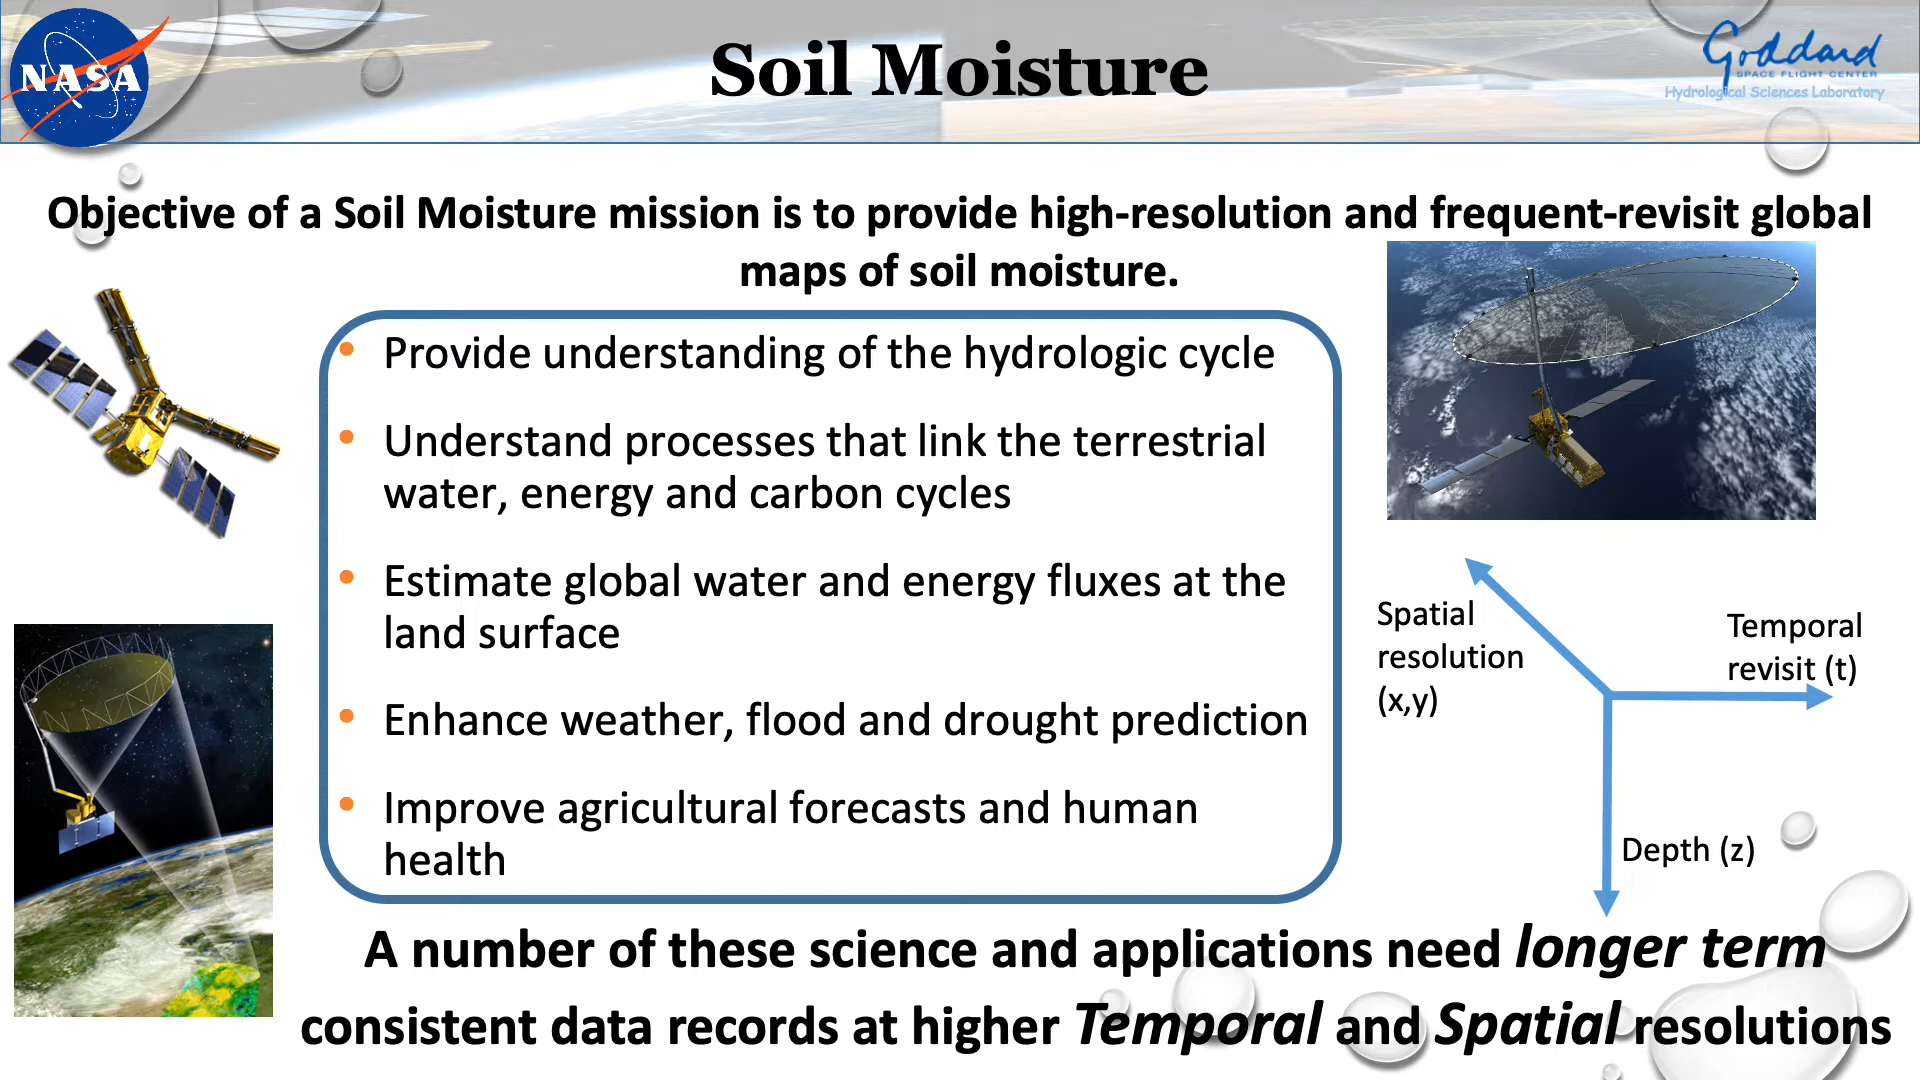 NASA
Soil Moisture
Goddard
SPACE FLIGHT CENTER
Hydrological Sciences Laboratory
Objective of a Soil Moisture mission is to provide high-resolution and frequent-revisit global
maps of soil moisture.
• Provide understanding of the hydrologic cycle
• Understand processes that link the terrestrial
water, energy and carbon cycles
• Estimate global water and energy fluxes at the
land surface
• Enhance weather, flood and drought prediction
• Improve agricultural forecasts and human
health
Spatial
resolution
(x,y)
Temporal
revisit (t)
Depth (z)
A number of these science and applications need longer term
consistent data records at higher Temporal and Spatial resolutions